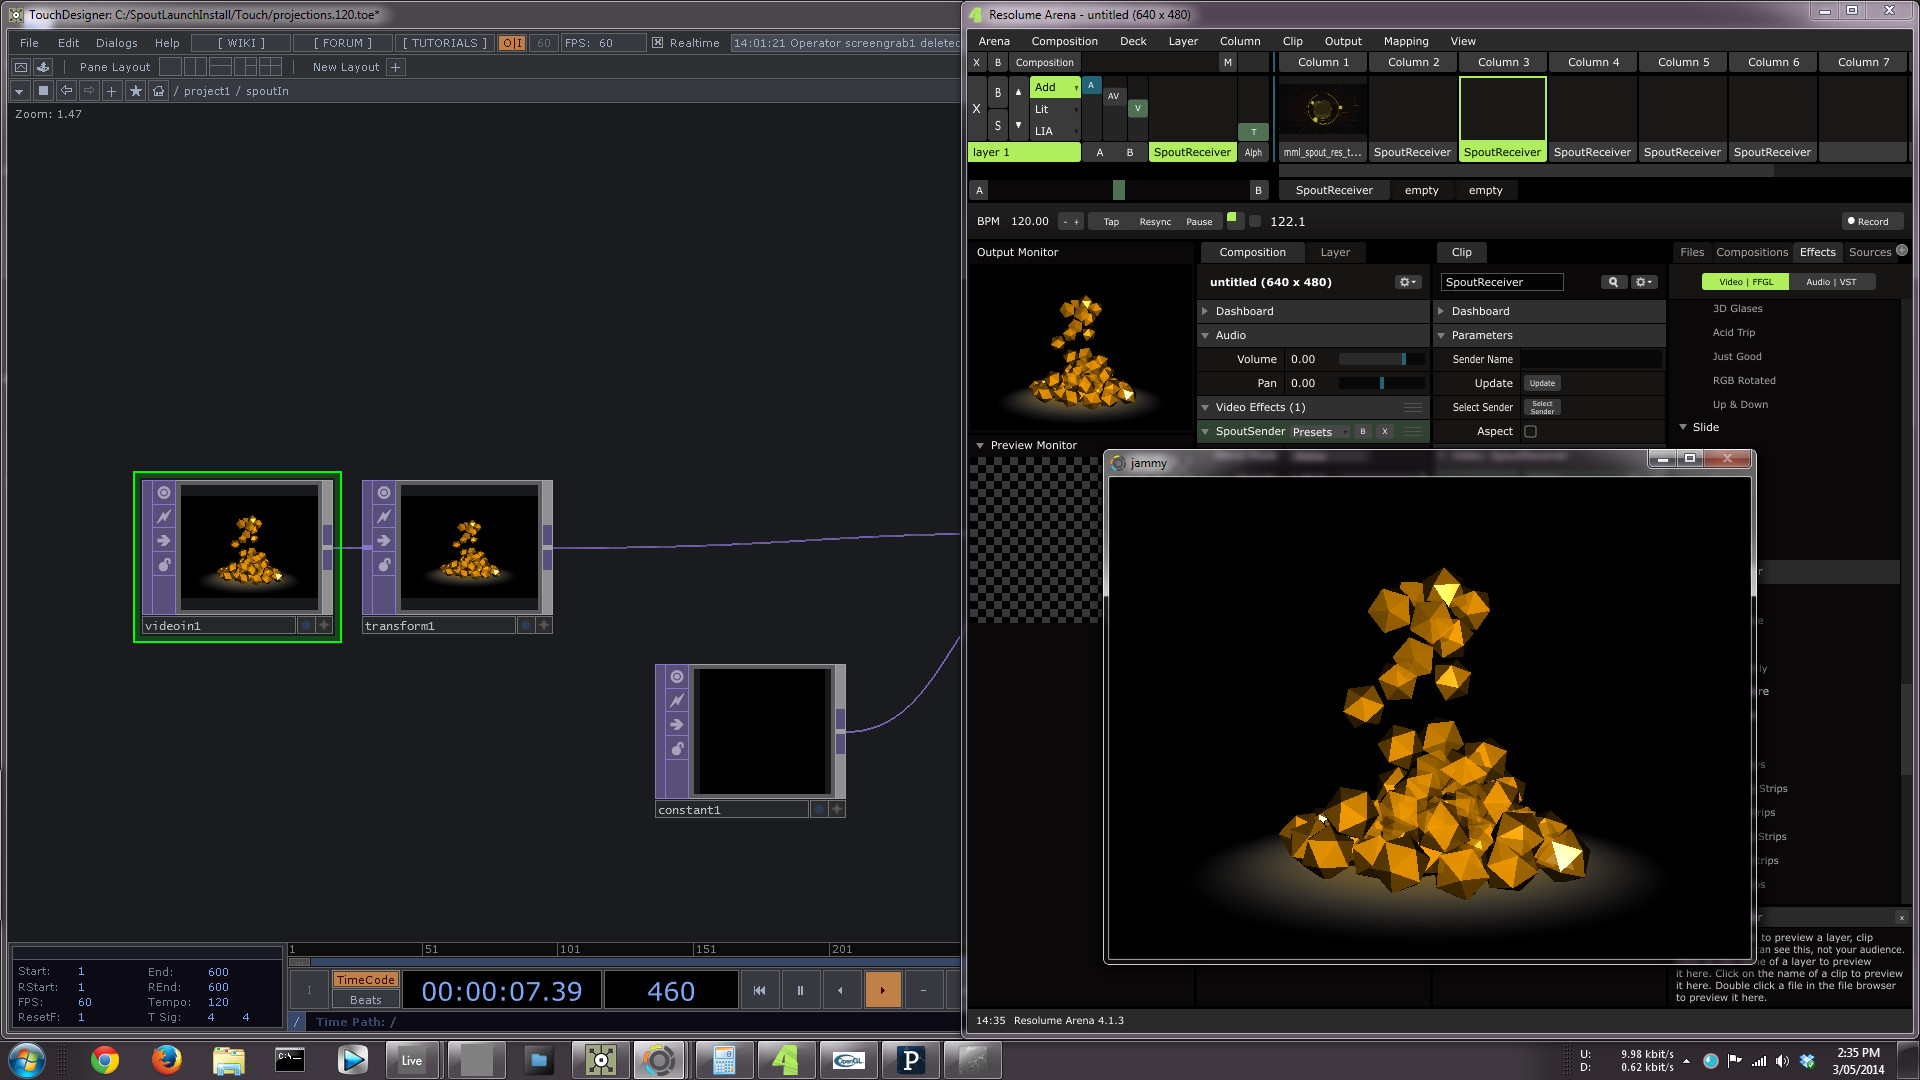 TouchDesigner: C:/SpoutLaunchInstall/Touch/projections.120.toe*
File Edit Dialogs Help [ WIKI ] [ FORUM ] [ TUTORIALS ] O|I 60 FPS: 60 Realtime 14:01:21 Operator screengrab1 deleted
Pane Layout New Layout +
/ project1 / spoutIn
Zoom: 1.47
videoin1
transform1
constant1
1 51 101 151 201
Start: 1 End: 600
RStart: 1 REnd: 600
FPS: 60 Tempo: 120
ResetF: 1 T Sig: 4 4
TimeCode
Beats
00:00:07.39
460
/ Time Path: /
Resolume Arena - untitled (640 x 480)
Arena Composition Deck Layer Column Clip Output Mapping View
X B Composition M Column 1 Column 2 Column 3 Column 4 Column 5 Column 6 Column 7
X B S Add Lit LIA A AV V T
layer 1 A B SpoutReceiver Alph mml_spout_res_t... SpoutReceiver SpoutReceiver SpoutReceiver SpoutReceiver SpoutReceiver
A B SpoutReceiver empty empty
BPM 120.00 - + Tap Resync Pause 122.1 Record
Output Monitor
Composition Layer
Clip
Files Compositions Effects Sources
untitled (640 x 480)
SpoutReceiver
Video | FFGL Audio | VST
Dashboard
Audio
Volume 0.00
Pan 0.00
Video Effects (1)
SpoutSender Presets B X
Dashboard
Parameters
Sender Name
Update Update
Select Sender Select Sender
Aspect
3D Glases
Acid Trip
Just Good
RGB Rotated
Up & Down
Slide
Preview Monitor
jammy
Strips
to preview a layer, clip
an see this, not your audience.
e of a layer to preview
it here. Click on the name of a clip to preview
it here. Double click a file in the file browser
to preview it here.
14:35 Resolume Arena 4.1.3
Live
OpenGL
P
U: 9.98 kbit/s
D: 0.62 kbit/s
2:35 PM
3/05/2014